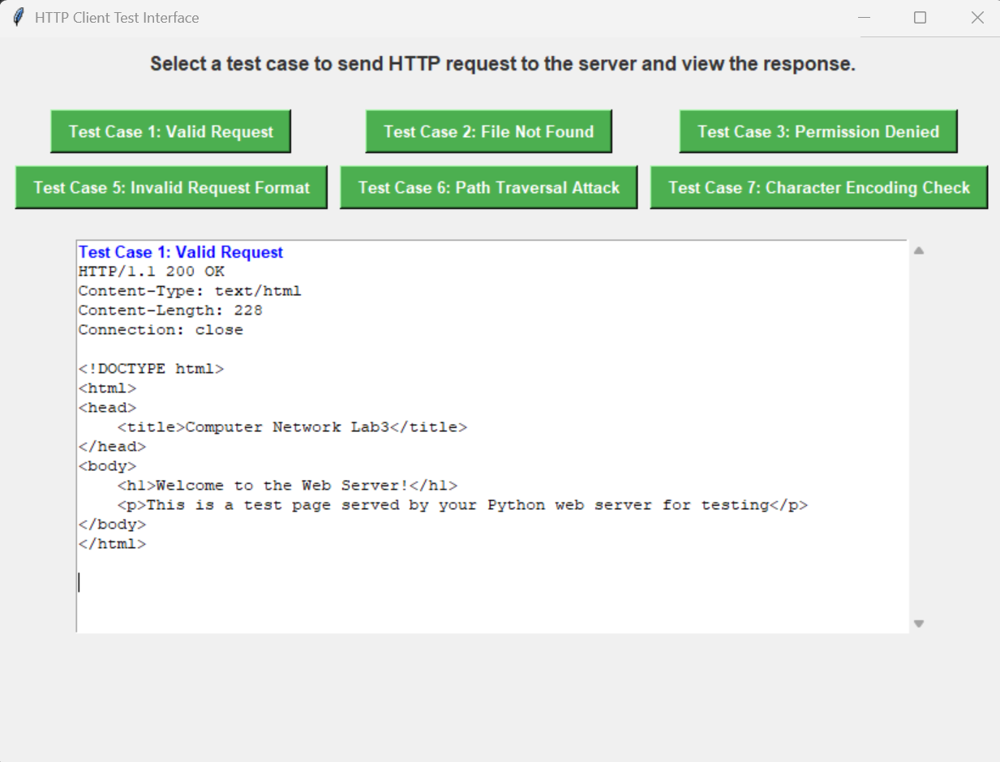 HTTP Client Test Interface
Select a test case to send HTTP request to the server and view the response.
Test Case 1: Valid Request
Test Case 2: File Not Found
Test Case 3: Permission Denied
Test Case 5: Invalid Request Format
Test Case 6: Path Traversal Attack
Test Case 7: Character Encoding Check
Test Case 1: Valid Request
HTTP/1.1 200 OK
Content-Type: text/html
Content-Length: 228
Connection: close
<!DOCTYPE html>
<html>
<head>
    <title>Computer Network Lab3</title>
</head>
<body>
    <h1>Welcome to the Web Server!</h1>
    <p>This is a test page served by your Python web server for testing</p>
</body>
</html>